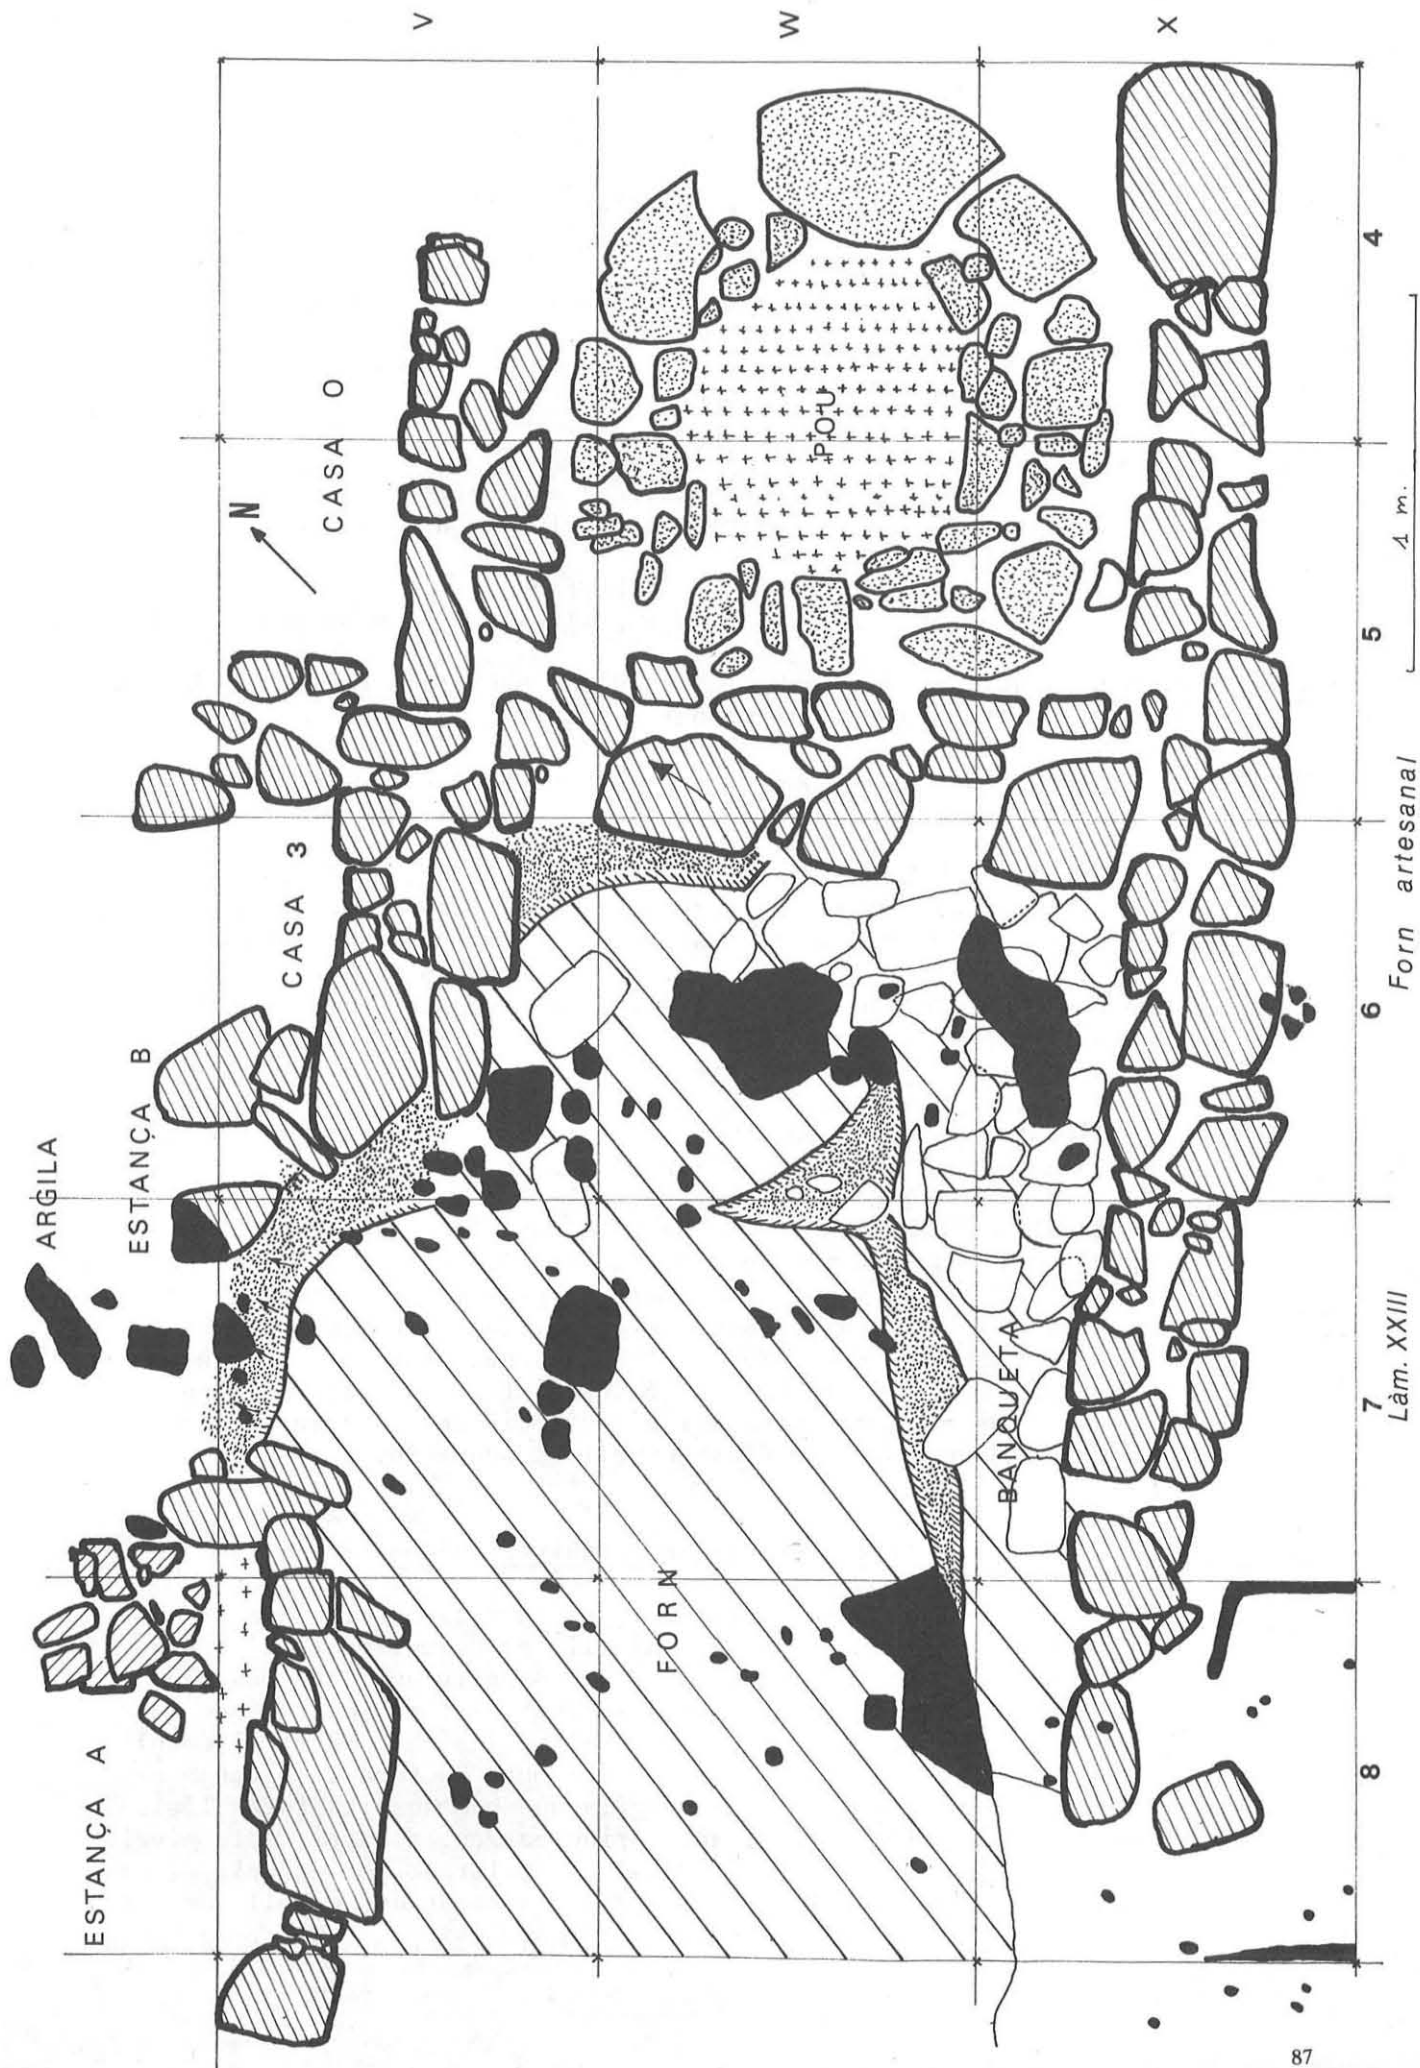 V
W
X
4
5
6
7
8
N
CASA O
CASA 3
ESTANÇA B
ARGILA
ESTANÇA A
POU
FORN
BANQUETA
1 m.
Forn artesanal
Làm. XXIII
87